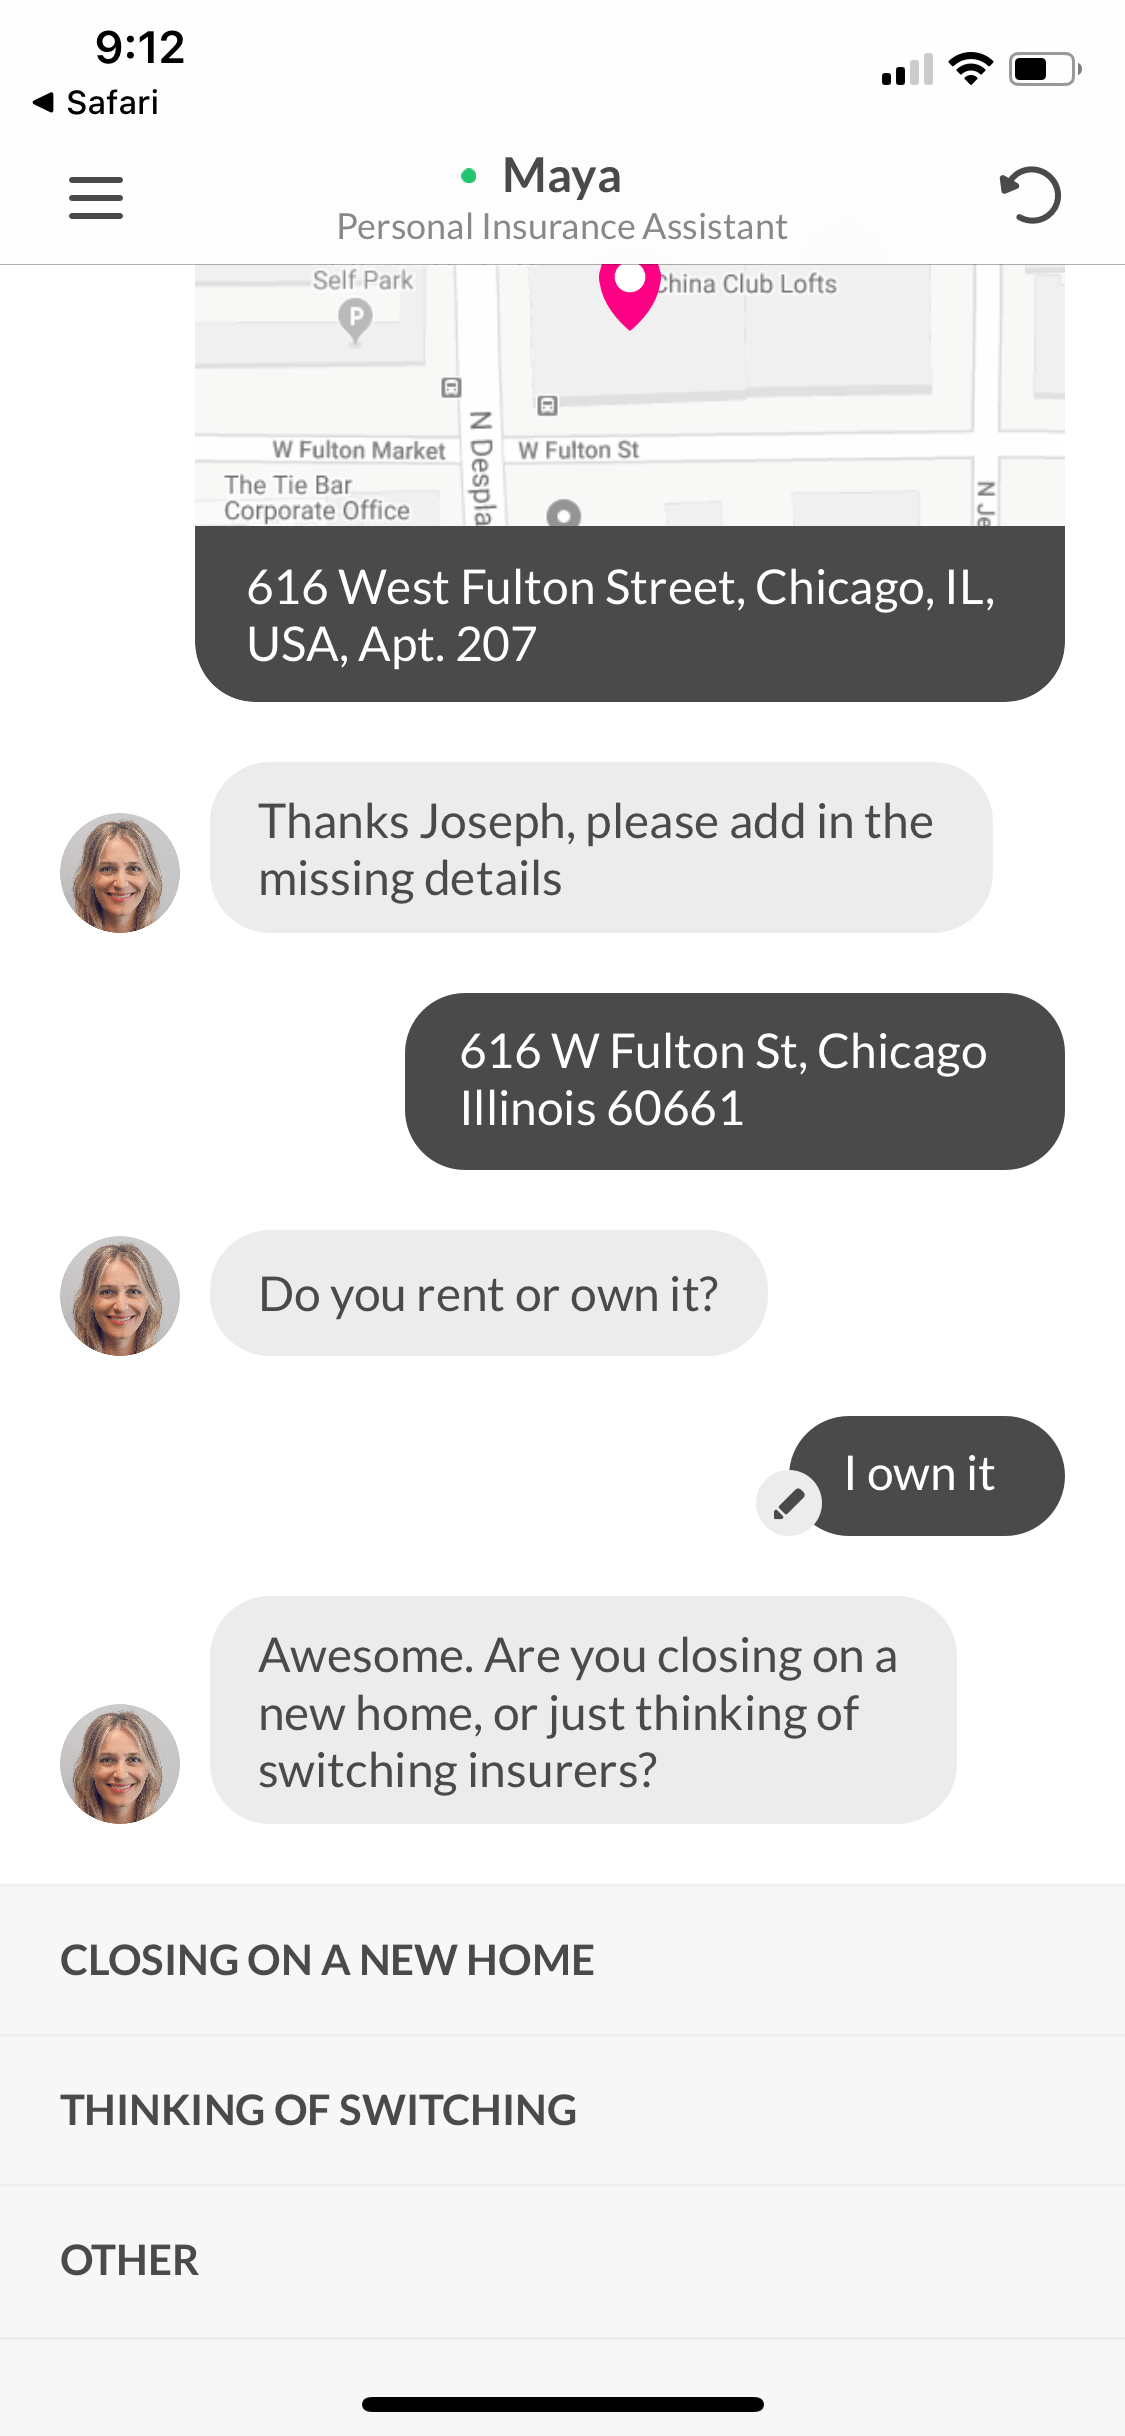 9:12
◀ Safari
Maya
Personal Insurance Assistant
Self Park
China Club Lofts
P
W Fulton Market
N Despla
W Fulton St
The Tie Bar
Corporate Office
N Je
616 West Fulton Street, Chicago, IL,
USA, Apt. 207
Thanks Joseph, please add in the
missing details
616 W Fulton St, Chicago
Illinois 60661
Do you rent or own it?
I own it
Awesome. Are you closing on a
new home, or just thinking of
switching insurers?
CLOSING ON A NEW HOME
THINKING OF SWITCHING
OTHER